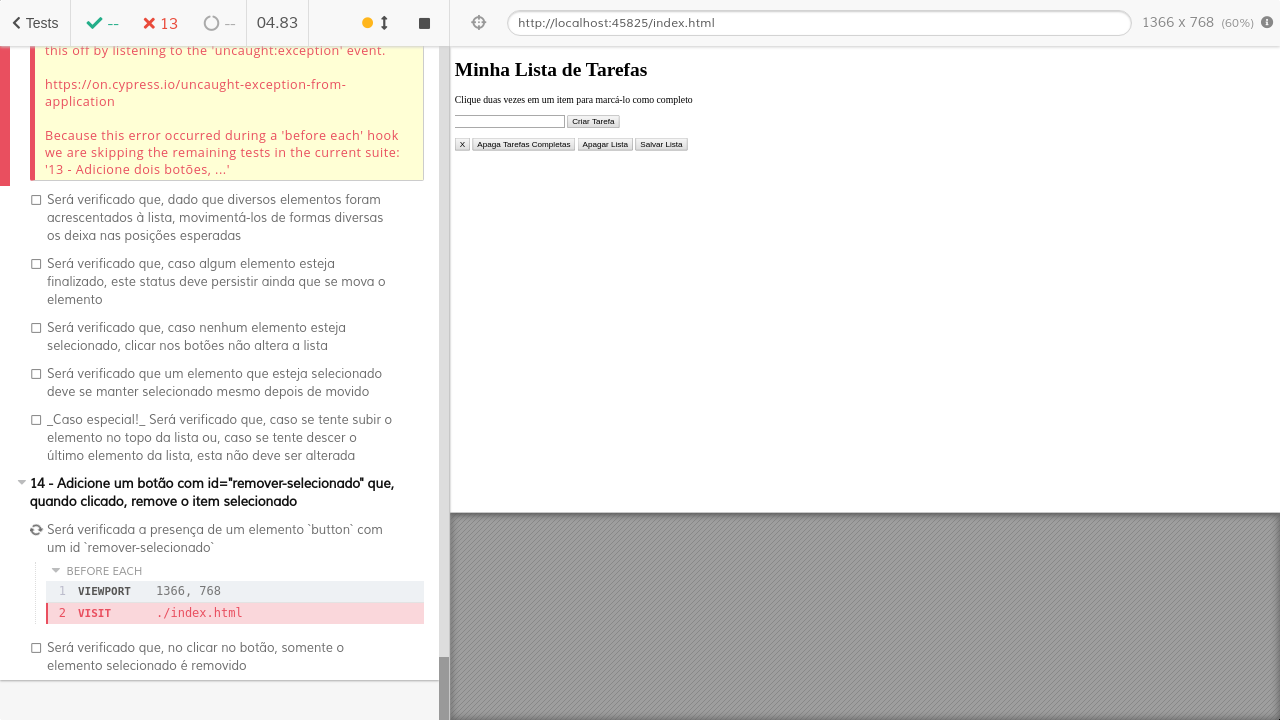 Tests
--
13
--
04.83
http://localhost:45825/index.html
1366 x 768 (60%)
this off by listening to the 'uncaught:exception' event.
https://on.cypress.io/uncaught-exception-from-
application
Because this error occurred during a 'before each' hook
we are skipping the remaining tests in the current suite:
'13 - Adicione dois botões, ...'
Será verificado que, dado que diversos elementos foram
acrescentados à lista, movimentá-los de formas diversas
os deixa nas posições esperadas
Será verificado que, caso algum elemento esteja
finalizado, este status deve persistir ainda que se mova o
elemento
Será verificado que, caso nenhum elemento esteja
selecionado, clicar nos botões não altera a lista
Será verificado que um elemento que esteja selecionado
deve se manter selecionado mesmo depois de movido
_Caso especial!_ Será verificado que, caso se tente subir o
elemento no topo da lista ou, caso se tente descer o
último elemento da lista, esta não deve ser alterada
14 - Adicione um botão com id="remover-selecionado" que,
quando clicado, remove o item selecionado
Será verificada a presença de um elemento `button` com
um id `remover-selecionado`
BEFORE EACH
1 VIEWPORT 1366, 768
2 VISIT ./index.html
Será verificado que, no clicar no botão, somente o
elemento selecionado é removido
Minha Lista de Tarefas
Clique duas vezes em um item para marcá-lo como completo
Criar Tarefa
X Apaga Tarefas Completas Apagar Lista Salvar Lista